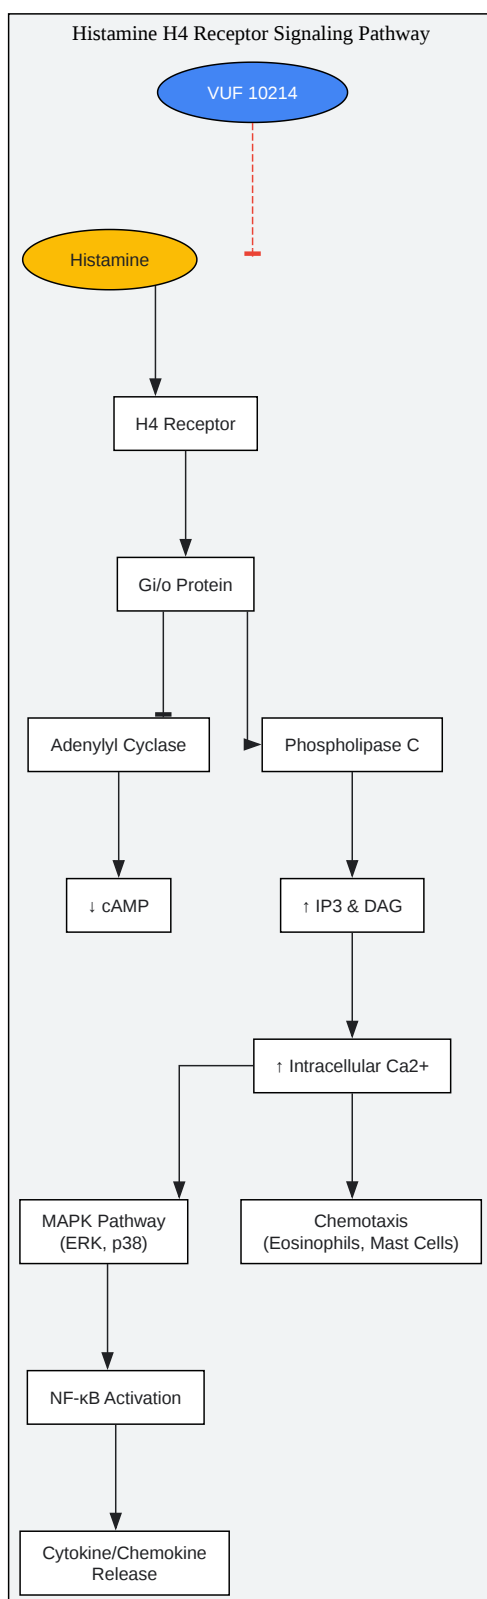 Histamine H4 Receptor Signaling Pathway
VUF 10214
Histamine
H4 Receptor
Gi/o Protein
Adenylyl Cyclase
Phospholipase C
↓ cAMP
↑ IP3 & DAG
↑ Intracellular Ca2+
MAPK Pathway
(ERK, p38)
Chemotaxis
(Eosinophils, Mast Cells)
NF-κB Activation
Cytokine/Chemokine
Release